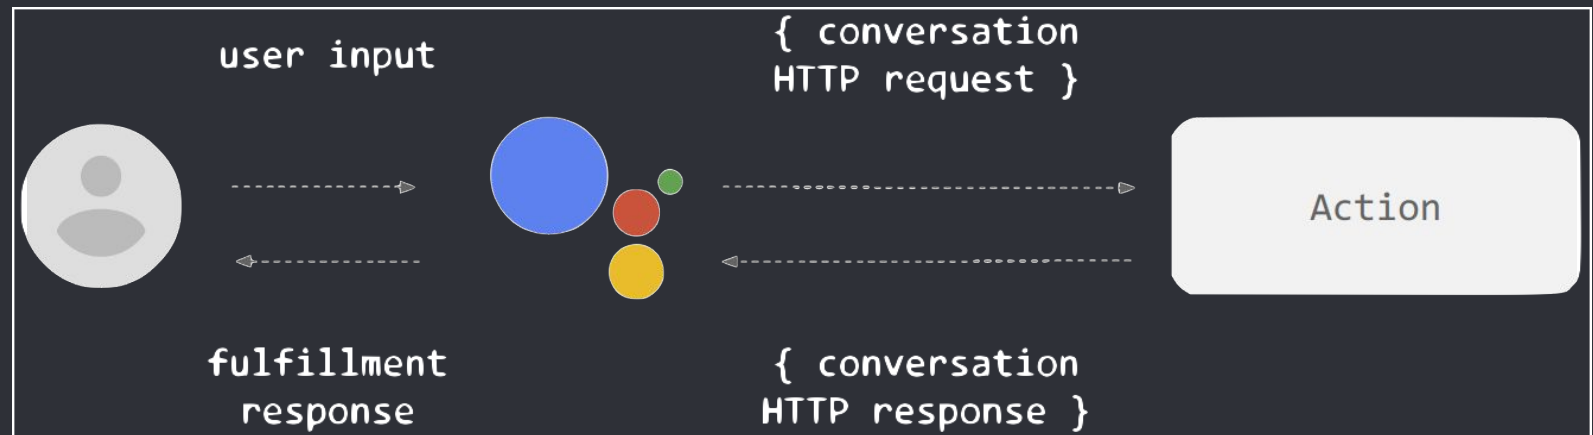 user input
{ conversation
HTTP request }
Action
fulfillment
response
{ conversation
HTTP response }